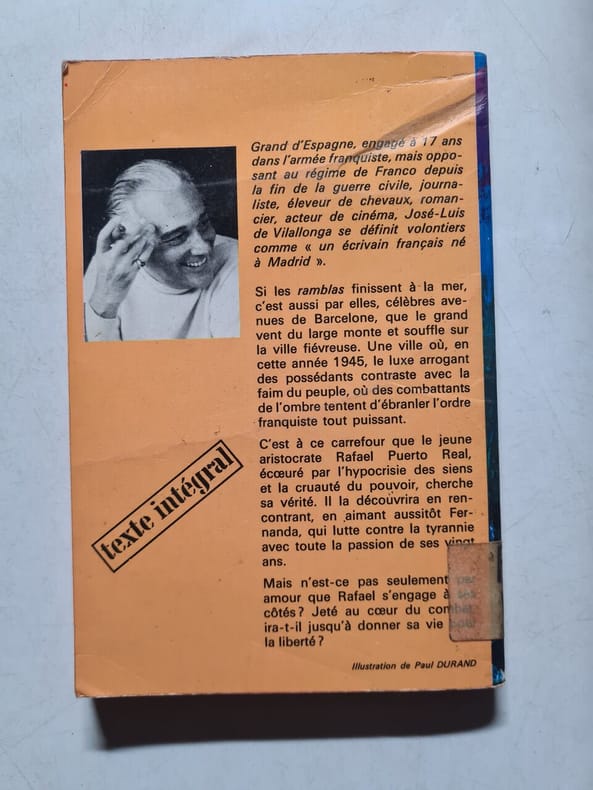 Grand d'Espagne, engagé à 17 ans
dans l'armée franquiste, mais oppo-
sant au régime de Franco depuis
la fin de la guerre civile, journa-
liste, éleveur de chevaux, roman-
cier, acteur de cinéma, José-Luis
de Vilallonga se définit volontiers
comme « un écrivain français né
à Madrid ».
Si les ramblas finissent à la mer,
c'est aussi par elles, célèbres ave-
nues de Barcelone, que le grand
vent du large monte et souffle sur
la ville fiévreuse. Une ville où, en
cette année 1945, le luxe arrogant
des possédants contraste avec la
faim du peuple, où des combattants
de l'ombre tentent d'ébranler l'ordre
franquiste tout puissant.
C'est à ce carrefour que le jeune
aristocrate Rafael Puerto Real,
écœuré par l'hypocrisie des siens
et la cruauté du pouvoir, cherche
sa vérité. Il la découvrira en ren-
contrant, en aimant aussitôt Fer-
nanda, qui lutte contre la tyrannie
avec toute la passion de ses vingt
ans.
Mais n'est-ce pas seulement par
amour que Rafael s'engage à ses
côtés ? Jeté au cœur du combat,
ira-t-il jusqu'à donner sa vie pour
la liberté ?
texte intégral
Illustration de Paul DURAND